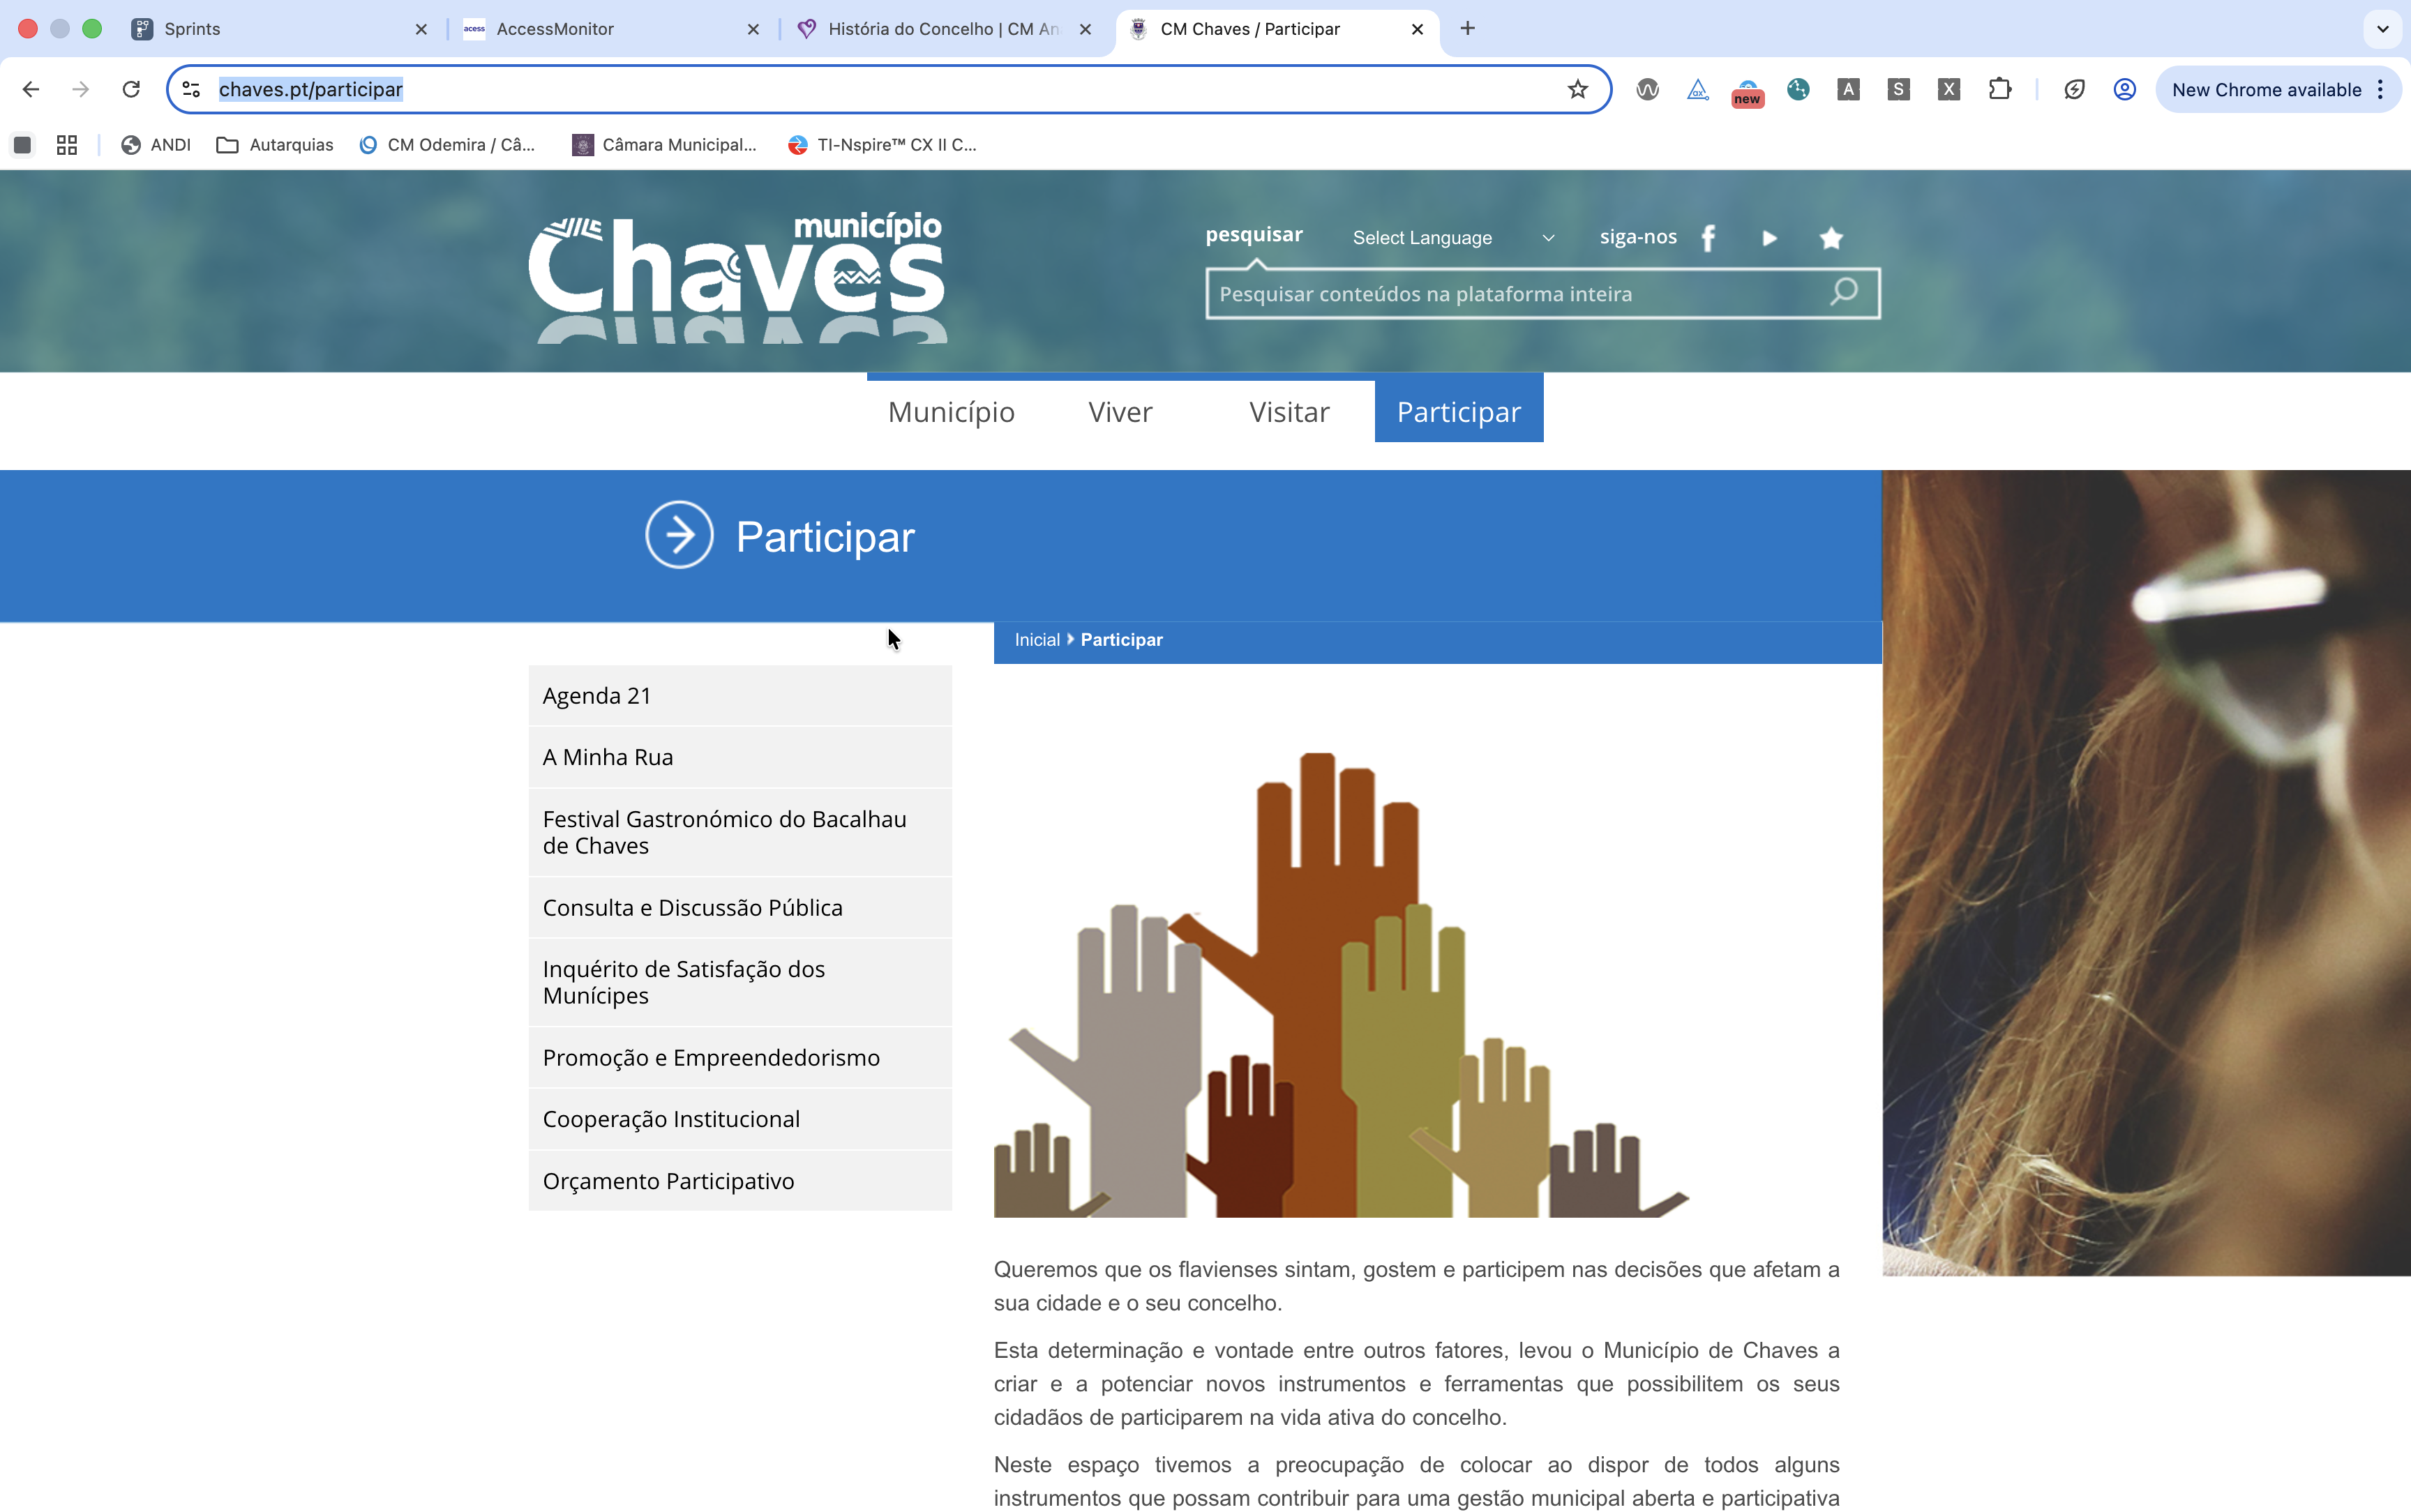 Sprints
acess AccessMonitor
História do Concelho | CM An
CM Chaves / Participar
chaves.pt/participar
new
A
S
X
New Chrome available
ANDI
Autarquias
CM Odemira / Câ...
Câmara Municipal...
TI-Nspire™ CX II C...
município
Chaves
pesquisar
Select Language
siga-nos
Pesquisar conteúdos na plataforma inteira
Município
Viver
Visitar
Participar
Participar
Inicial
Participar
Agenda 21
A Minha Rua
Festival Gastronómico do Bacalhau
de Chaves
Consulta e Discussão Pública
Inquérito de Satisfação dos
Munícipes
Promoção e Empreendedorismo
Cooperação Institucional
Orçamento Participativo
Queremos que os flavienses sintam, gostem e participem nas decisões que afetam a
sua cidade e o seu concelho.
Esta determinação e vontade entre outros fatores, levou o Município de Chaves a
criar e a potenciar novos instrumentos e ferramentas que possibilitem os seus
cidadãos de participarem na vida ativa do concelho.
Neste espaço tivemos a preocupação de colocar ao dispor de todos alguns
instrumentos que possam contribuir para uma gestão municipal aberta e participativa